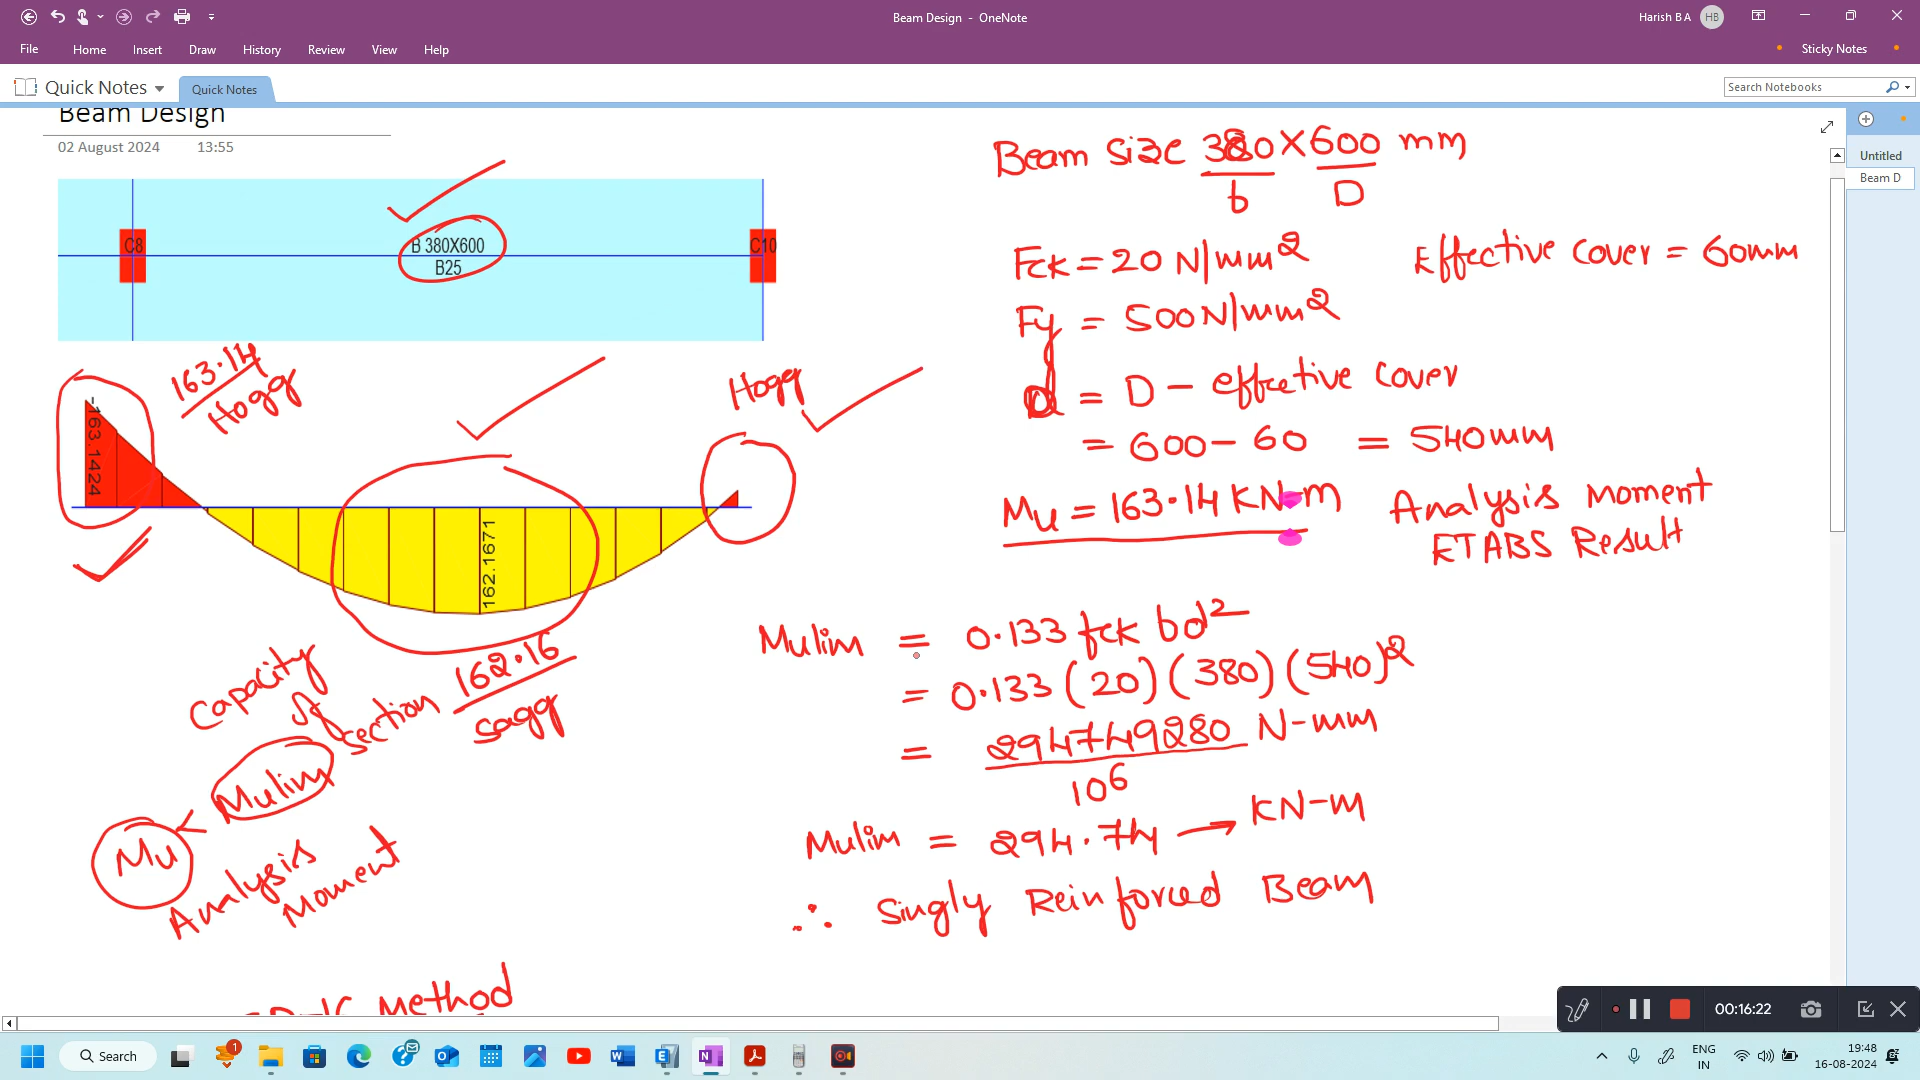 Beam Design - OneNote
Harish B A
HB
File
Home
Insert
Draw
History
Review
View
Help
Sticky Notes
Quick Notes
Quick Notes
Search Notebooks
Beam Design
02 August 2024
13:55
Untitled
Beam D
C8
B 380X600
B25
C10
163.14
Hogg
-163.1424
162.1671
Hogg
162.16
sagg
Capacity
of
section
Mulim
Mu <
Analysis
Moment
Method
Beam size 380X600 mm
b
D
Fck = 20 N/mm2
Effective cover = 60mm
Fy = 500N/mm2
d = D - effective cover
= 600 - 60 = 540mm
Mu = 163.14 KN-m
Analysis moment
ETABS Result
Mulim = 0.133 fck bd2
= 0.133 (20) (380) (540)2
= 294749280 N-mm
106
Mulim = 294.74 → KN-m
∴ Singly Reinforced Beam
00:16:22
Search
1
ENG
IN
19:48
16-08-2024